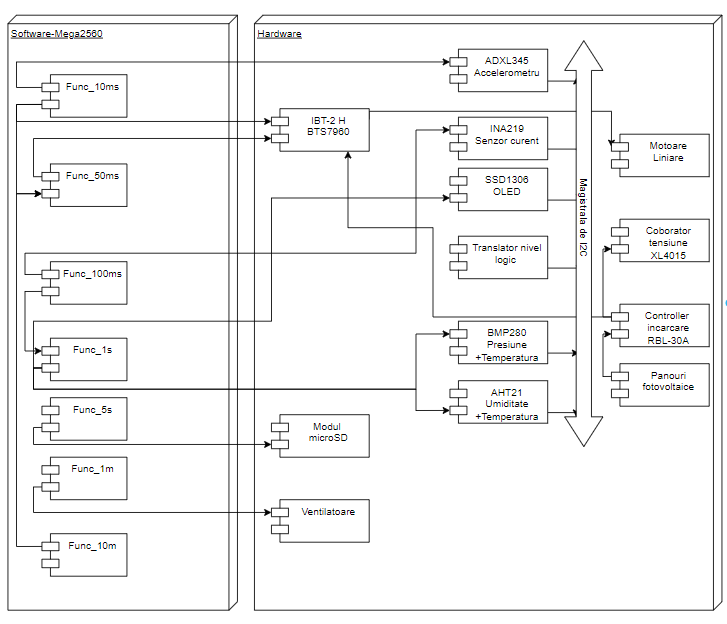 Software-Mega2560
Func_10ms
Func_50ms
Func_100ms
Func_1s
Func_5s
Func_1m
Func_10m
Hardware
IBT-2 H
BTS7960
Modul
microSD
Ventilatoare
ADXL345
Accelerometru
INA219
Senzor curent
SSD1306
OLED
Translator nivel
logic
BMP280
Presiune
+Temperatura
AHT21
Umiditate
+Temperatura
Magistrala de I2C
Motoare
Liniare
Coborator
tensiune
XL4015
Controller
incarcare
RBL-30A
Panouri
fotovoltaice